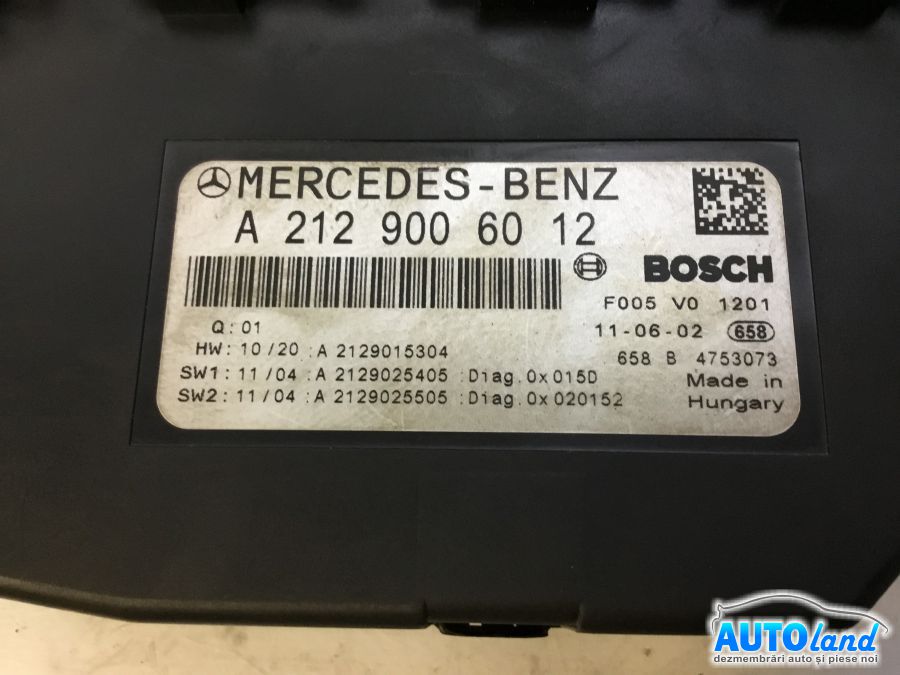 MERCEDES-BENZ
A 212 900 60 12
BOSCH
F005 V0 1201
Q: 01
11-06-02 658
HW: 10/20 :A 2129015304
658 B 4753073
SW1: 11/04 :A 2129025405 :Diag.0x015D
Made in
SW2: 11/04 :A 2129025505 :Diag.0x020152
Hungary
AUTOland
dezmembrări auto și piese noi